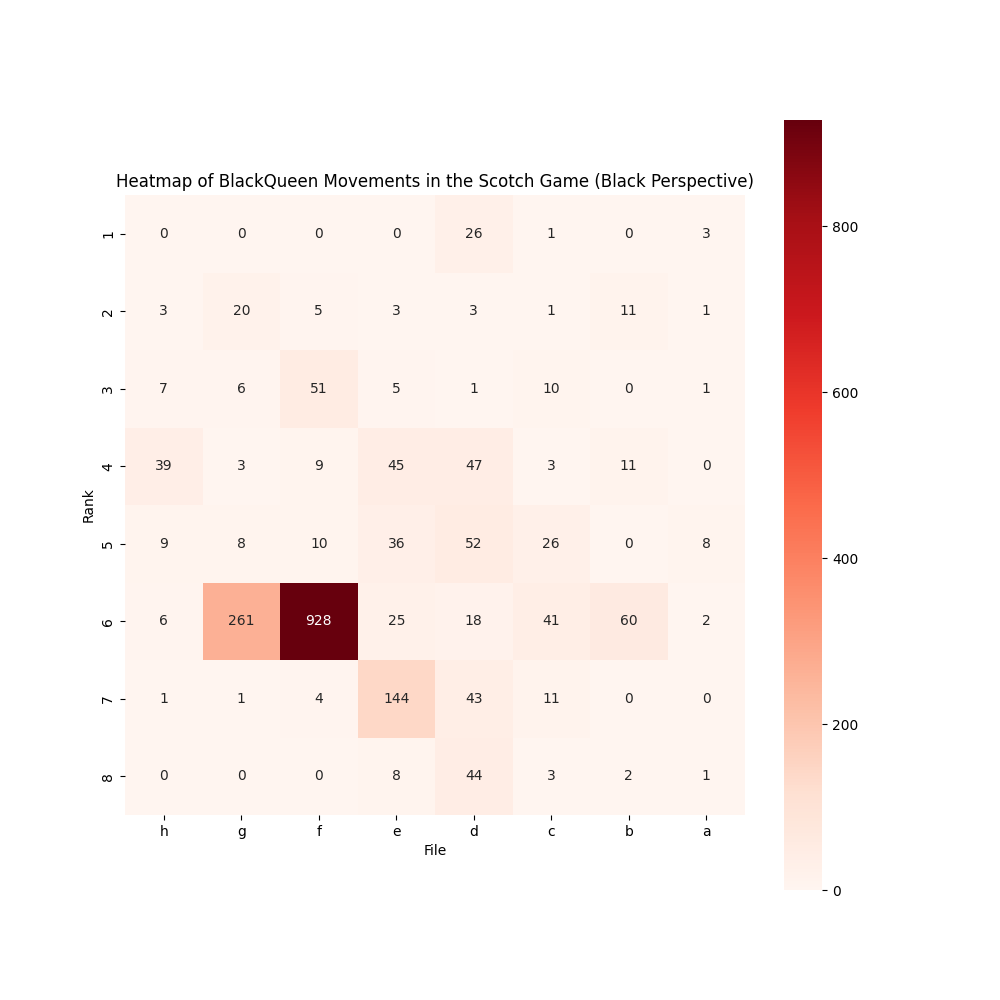 Heatmap of BlackQueen Movements in the Scotch Game (Black Perspective)
Rank
1 0 0 0 0 26 1 0 3
2 3 20 5 3 3 1 11 1
3 7 6 51 5 1 10 0 1
4 39 3 9 45 47 3 11 0
5 9 8 10 36 52 26 0 8
6 6 261 928 25 18 41 60 2
7 1 1 4 144 43 11 0 0
8 0 0 0 8 44 3 2 1
h g f e d c b a
File
800
600
400
200
0